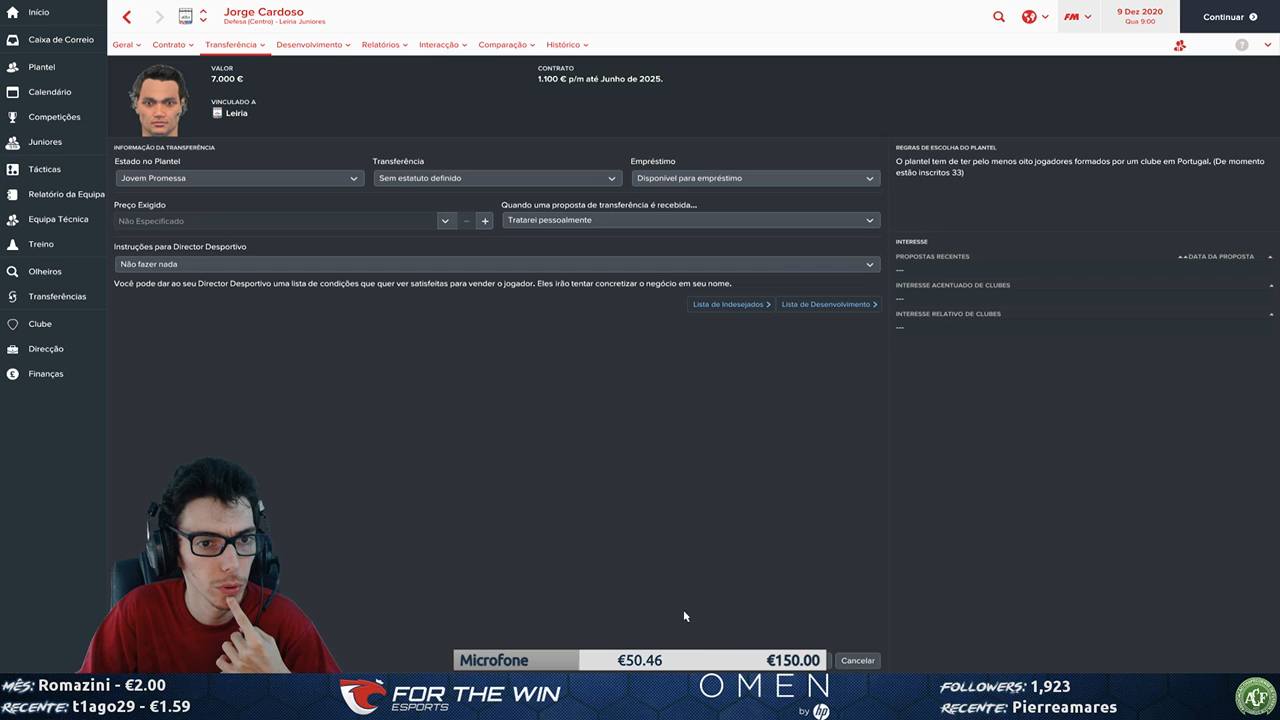 Início
Caixa de Correio
Plantel
Calendário
Competições
Juniores
Tácticas
Relatório da Equipa
Equipa Técnica
Treino
Olheiros
Transferências
Clube
Direcção
Finanças
Jorge Cardoso
Defesa (Centro) - Leiria Juniores
FM
9 Dez 2020
Qua 9:00
Continuar
Geral
Contrato
Transferência
Desenvolvimento
Relatórios
Interacção
Comparação
Histórico
VALOR
7.000 €
VINCULADO A
Leiria
CONTRATO
1.100 € p/m até Junho de 2025.
INFORMAÇÃO DA TRANSFERÊNCIA
Estado no Plantel
Transferência
Empréstimo
Jovem Promessa
Sem estatuto definido
Disponível para empréstimo
Preço Exigido
Quando uma proposta de transferência é recebida...
Não Especificado
Tratarei pessoalmente
Instruções para Director Desportivo
Não fazer nada
Você pode dar ao seu Director Desportivo uma lista de condições que quer ver satisfeitas para vender o jogador. Eles irão tentar concretizar o negócio em seu nome.
Lista de Indesejados
Lista de Desenvolvimento
REGRAS DE ESCOLHA DO PLANTEL
O plantel tem de ter pelo menos oito jogadores formados por um clube em Portugal. (De momento
estão inscritos 33)
INTERESSE
PROPOSTAS RECENTES
DATA DA PROPOSTA
---
INTERESSE ACENTUADO DE CLUBES
---
INTERESSE RELATIVO DE CLUBES
---
Microfone €50.46 €150.00
Cancelar
MÊS: Romazini - €2.00
RECENTE: t1ago29 - €1.59
FOR THE WIN
ESPORTS
OMEN
by hp
FOLLOWERS: 1,923
RECENTE: Pierreamares
ACF